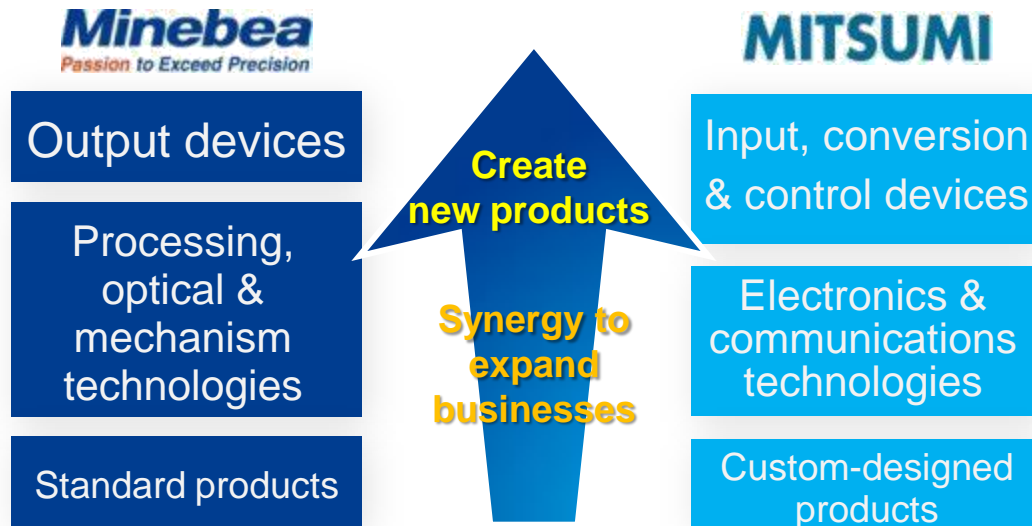 Minebea
Passion to Exceed Precision
Output devices
Processing,
optical &
mechanism
technologies
Standard products
Create
new products
Synergy to
expand
businesses
MITSUMI
Input, conversion
& control devices
Electronics &
communications
technologies
Custom-designed
products